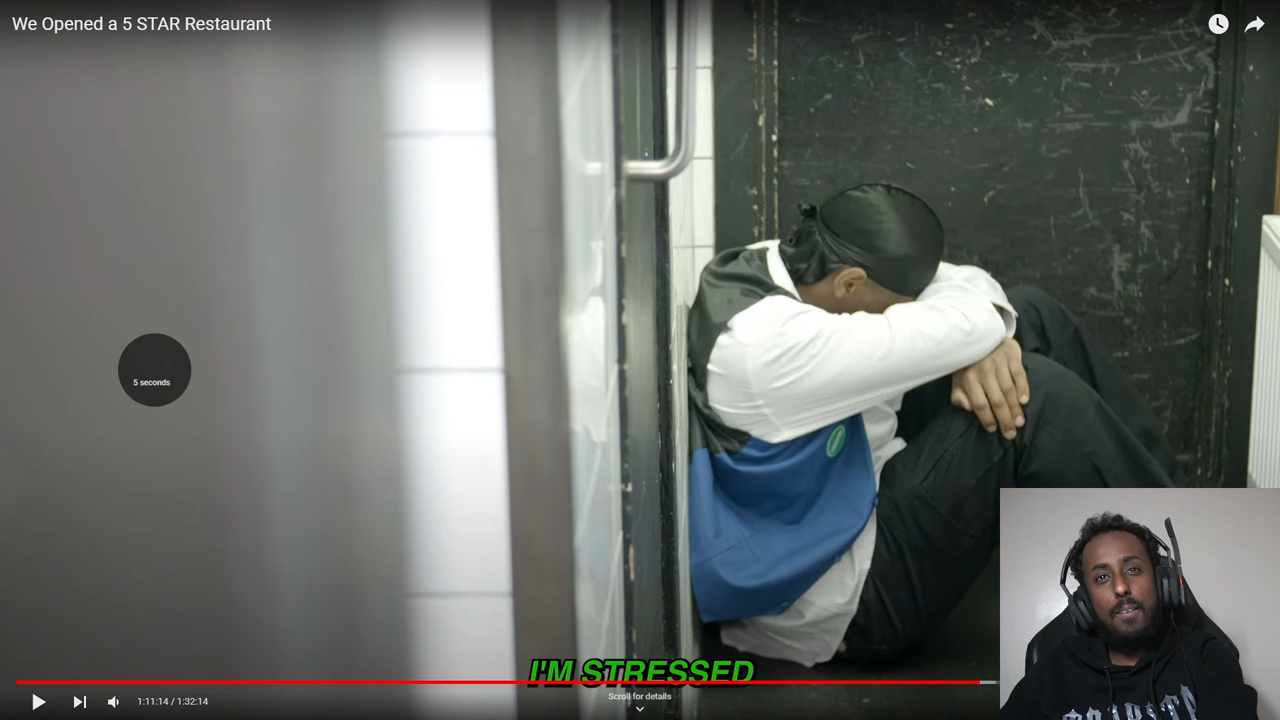 We Opened a 5 STAR Restaurant
5 seconds
I'M STRESSED
Scroll for details
1:11:14 / 1:32:14